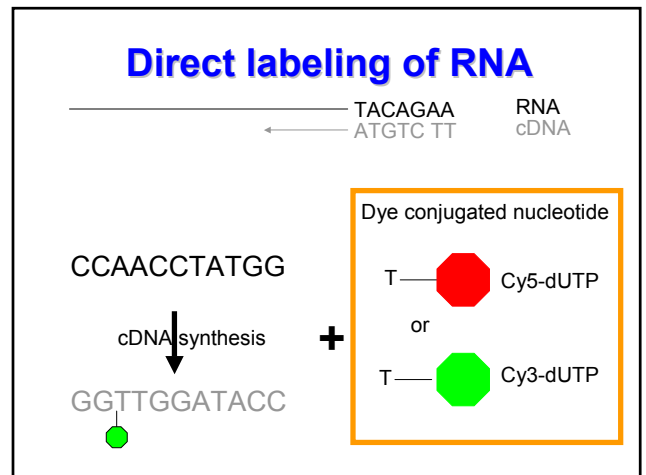 Direct labeling of RNA
TACAGAA RNA
ATGTC TT cDNA
Dye conjugated nucleotide
CCAACCTATGG
T Cy5-dUTP
or
cDNA synthesis +
T Cy3-dUTP
GGTTGGATACC